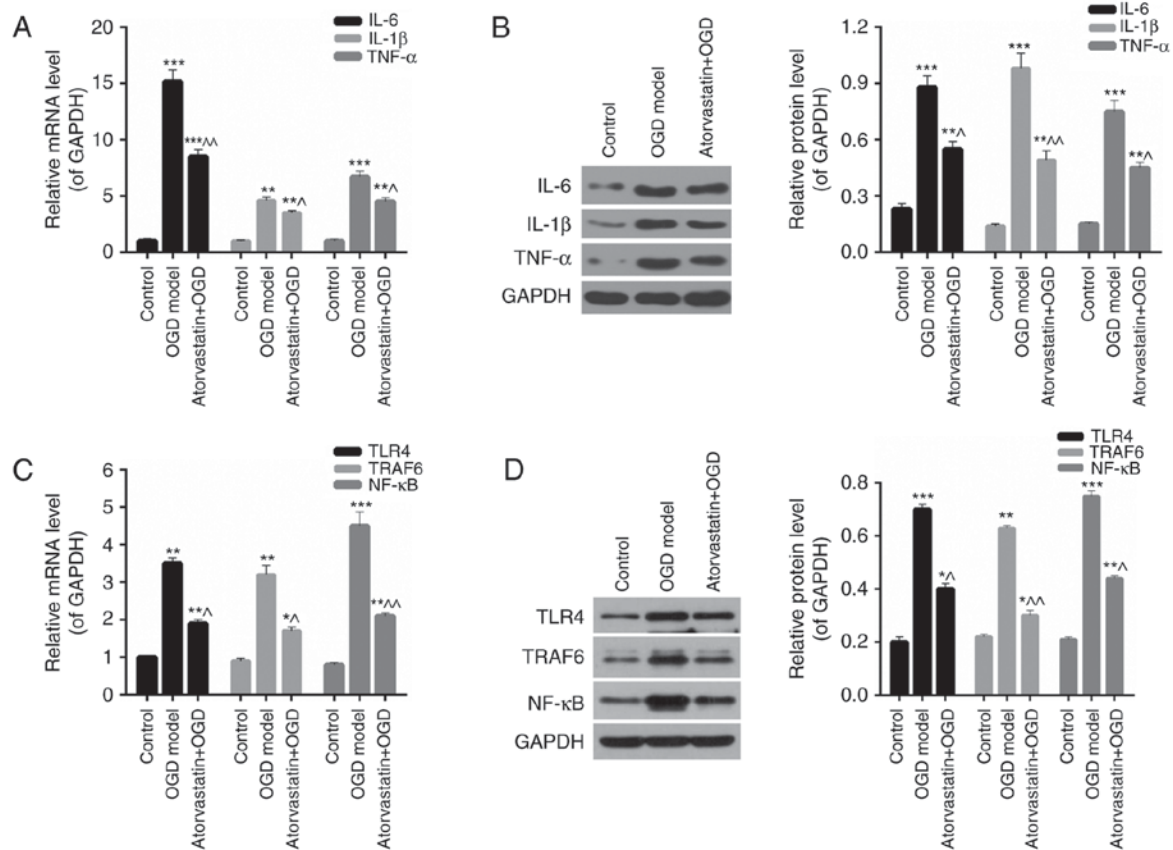 A
Relative mRNA level
(of GAPDH)
20
15
10
5
0
IL-6
IL-1β
TNF-α
***
***^^
**
**^
***
**^
Control
OGD model
Atorvastatin+OGD
Control
OGD model
Atorvastatin+OGD
Control
OGD model
Atorvastatin+OGD
B
Control
OGD model
Atorvastatin+OGD
IL-6
IL-1β
TNF-α
GAPDH
Relative protein level
(of GAPDH)
1.2
0.9
0.6
0.3
0.0
IL-6
IL-1β
TNF-α
***
**^
***
**^^
***
**^
Control
OGD model
Atorvastatin+OGD
Control
OGD model
Atorvastatin+OGD
Control
OGD model
Atorvastatin+OGD
C
Relative mRNA level
(of GAPDH)
6
5
4
3
2
1
0
TLR4
TRAF6
NF-κB
**
**^
**
*^
***
**^^
Control
OGD model
Atorvastatin+OGD
Control
OGD model
Atorvastatin+OGD
Control
OGD model
Atorvastatin+OGD
D
Control
OGD model
Atorvastatin+OGD
TLR4
TRAF6
NF-κB
GAPDH
Relative protein level
(of GAPDH)
0.8
0.6
0.4
0.2
0.0
TLR4
TRAF6
NF-κB
***
*^
**
*^^
***
**^
Control
OGD model
Atorvastatin+OGD
Control
OGD model
Atorvastatin+OGD
Control
OGD model
Atorvastatin+OGD